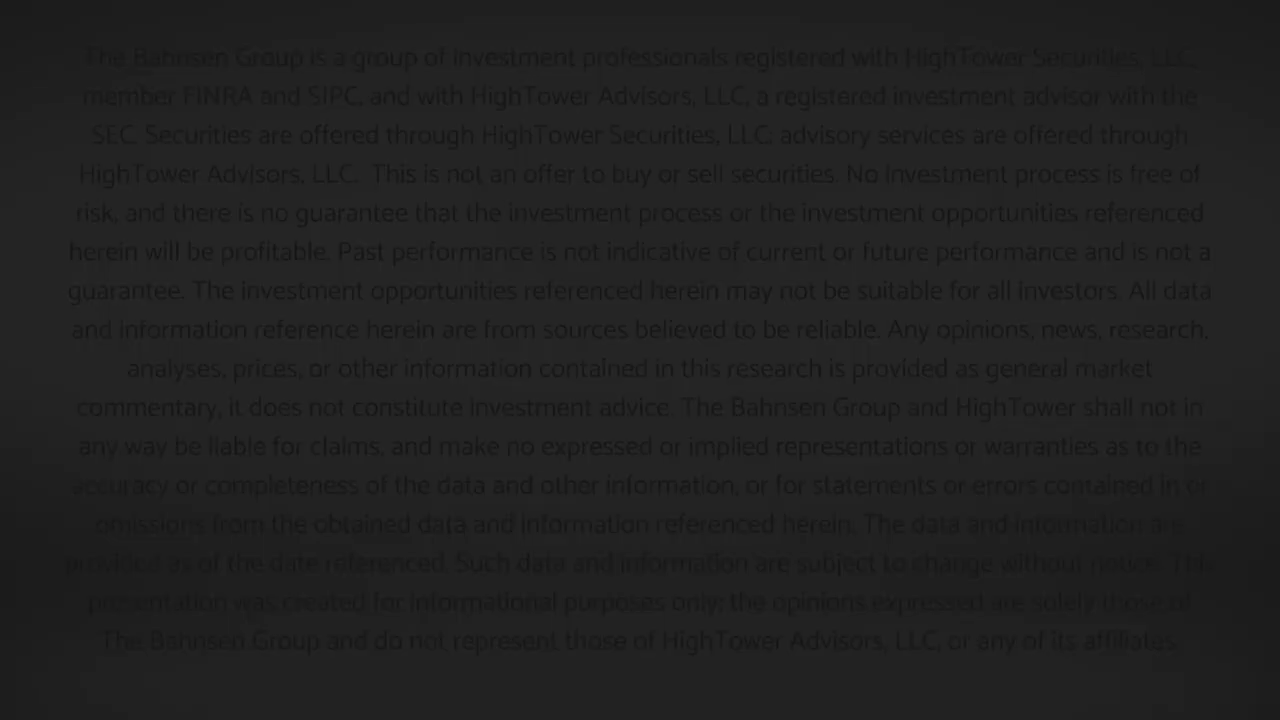 The Bahnsen Group is a group of investment professionals registered with HighTower Securities, LLC,
member FINRA and SIPC, and with HighTower Advisors, LLC, a registered investment advisor with the
SEC. Securities are offered through HighTower Securities, LLC; advisory services are offered through
HighTower Advisors, LLC. This is not an offer to buy or sell securities. No investment process is free of
risk, and there is no guarantee that the investment process or the investment opportunities referenced
herein will be profitable. Past performance is not indicative of current or future performance and is not a
guarantee. The investment opportunities referenced herein may not be suitable for all investors. All data
and information reference herein are from sources believed to be reliable. Any opinions, news, research,
analyses, prices, or other information contained in this research is provided as general market
commentary, it does not constitute investment advice. The Bahnsen Group and HighTower shall not in
any way be liable for claims, and make no expressed or implied representations or warranties as to the
accuracy or completeness of the data and other information, or for statements or errors contained in or
omissions from the obtained data and information referenced herein. The data and information are
provided as of the date referenced. Such data and information are subject to change without notice. This
presentation was created for informational purposes only; the opinions expressed are solely those of
The Bahnsen Group and do not represent those of HighTower Advisors, LLC, or any of its affiliates.